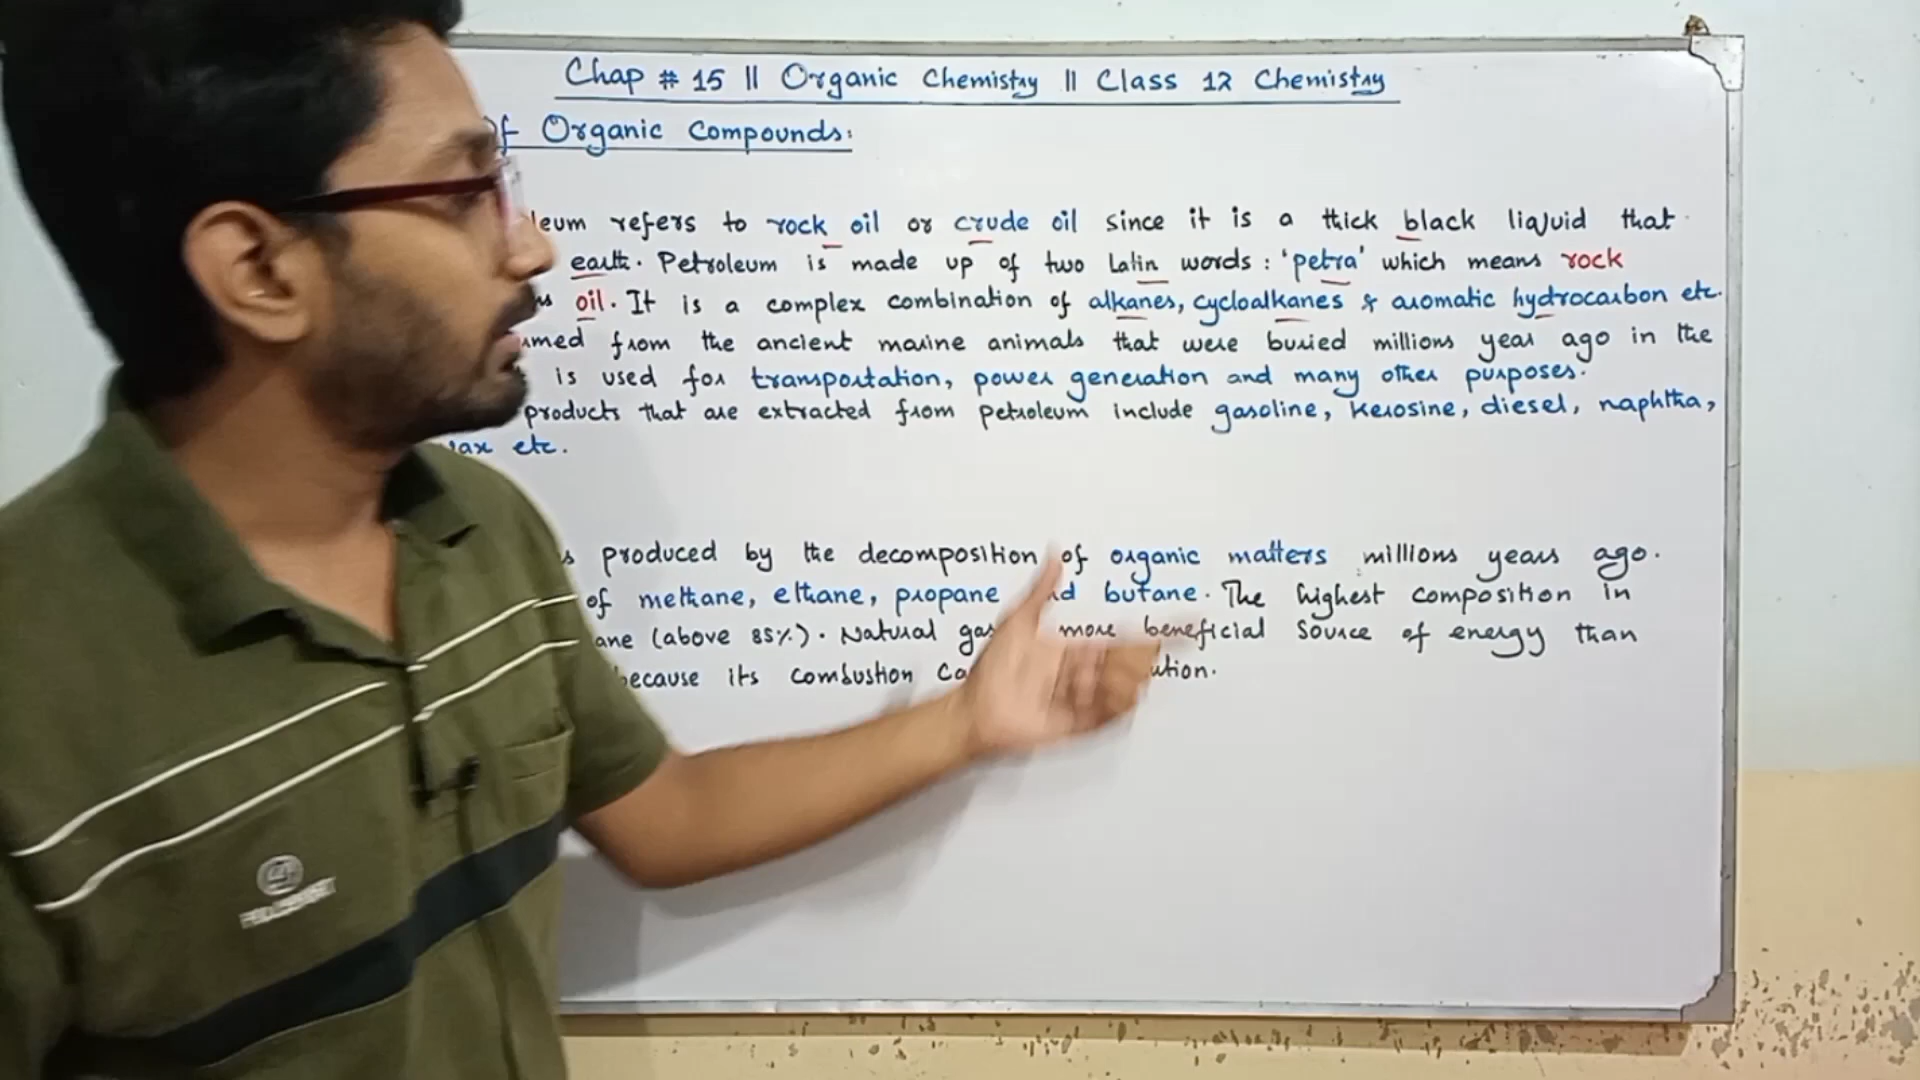 Chap # 15 || Organic Chemistry || Class 12 Chemistry
Of Organic Compounds:
leum refers to rock oil or crude oil since it is a thick black liquid that
earth. Petroleum is made up of two Latin words : 'petra' which means rock
oil. It is a complex combination of alkanes, cycloalkanes & aromatic hydrocarbon etc.
med from the ancient marine animals that were buried millions year ago in the
is used for transportation, power generation and many other purposes.
products that are extracted from petroleum include gasoline, kerosine, diesel, naphtha,
etc.
s produced by the decomposition of organic matters millions years ago.
of methane, ethane, propane butane. The highest composition in
ane (above 85%). Natural gas more beneficial source of energy than
because its combustion ution.